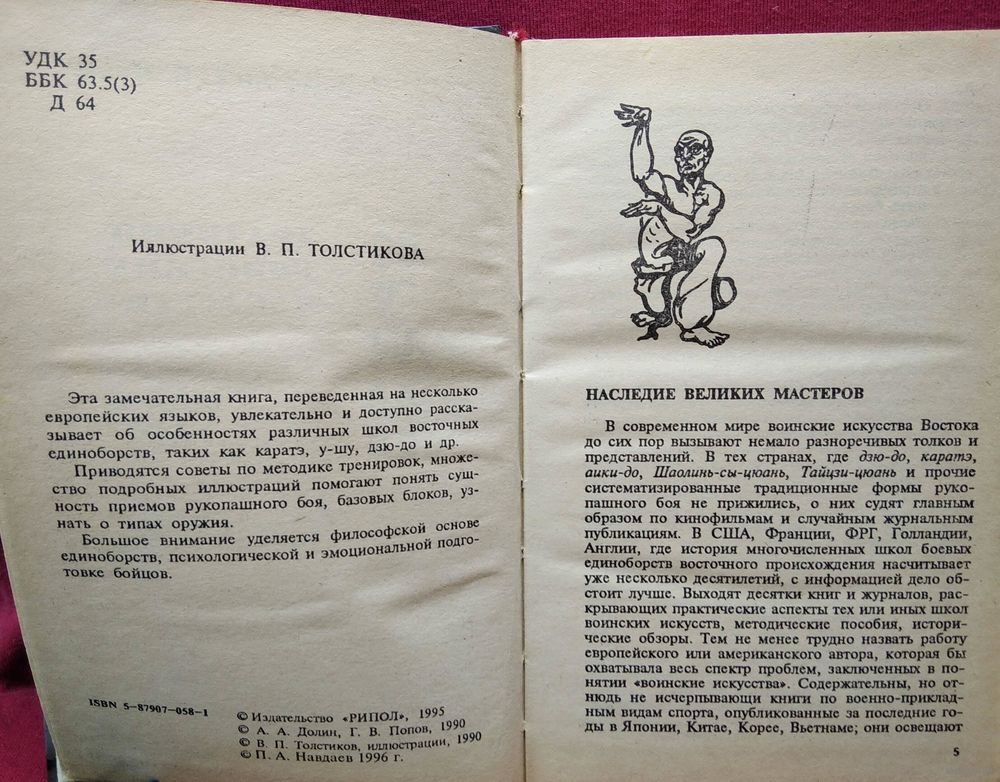 УДК 35
ББК 63.5(3)
Д 64
Иялюстрации В. П. ТОЛСТИКОВА
Эта замечательная книга, переведенная на несколько
европейских языков, увлекательно и доступно расска-
зывает об особенностях различных школ восточных
единоборств, таких как каратэ, у-шу, дзю-до и др.
Приводятся советы по методике тренировок, множе-
ство подробных иллюстраций помогают понять сущ-
ность приемов рукопашного боя, базовых блоков, уз-
нать о типах оружия.
Большое внимание уделяется философской основе
единоборств, психологической и эмоциональной подго-
товке бойцов.
ISBN 5-87907-058-1
© Издательство «РИПОЛ», 1995
© А. А. Долин, Г. В. Попов, 1990
© В. П. Толстиков, иллюстрации, 1990
© П. А. Навдаев 1996 г.
НАСЛЕДИЕ ВЕЛИКИХ МАСТЕРОВ
В современном мире воинские искусства Востока
до сих пор вызывают немало разноречивых толков и
представлений. В тех странах, где дзю-до, каратэ,
аики-до, Шаолинь-сы-цюань, Тайцзи-цюань и прочие
систематизированные традиционные формы руко-
пашного боя не прижились, о них судят главным
образом по кинофильмам и случайным журнальным
публикациям. В США, Франции, ФРГ, Голландии,
Англии, где история многочисленных школ боевых
единоборств восточного происхождения насчитывает
уже несколько десятилетий, с информацией дело об-
стоит лучше. Выходят десятки книг и журналов, рас-
крывающих практические аспекты тех или иных школ
воинских искусств, методические пособия, истори-
ческие обзоры. Тем не менее трудно назвать работу
европейского или американского автора, которая бы
охватывала весь спектр проблем, заключенных в по-
нятии «воинские искусства». Содержательны, но от-
нюдь не исчерпывающи книги по военно-приклад-
ным видам спорта, опубликованные за последние го-
ды в Японии, Китае, Корее, Вьетнаме; они освещают
5